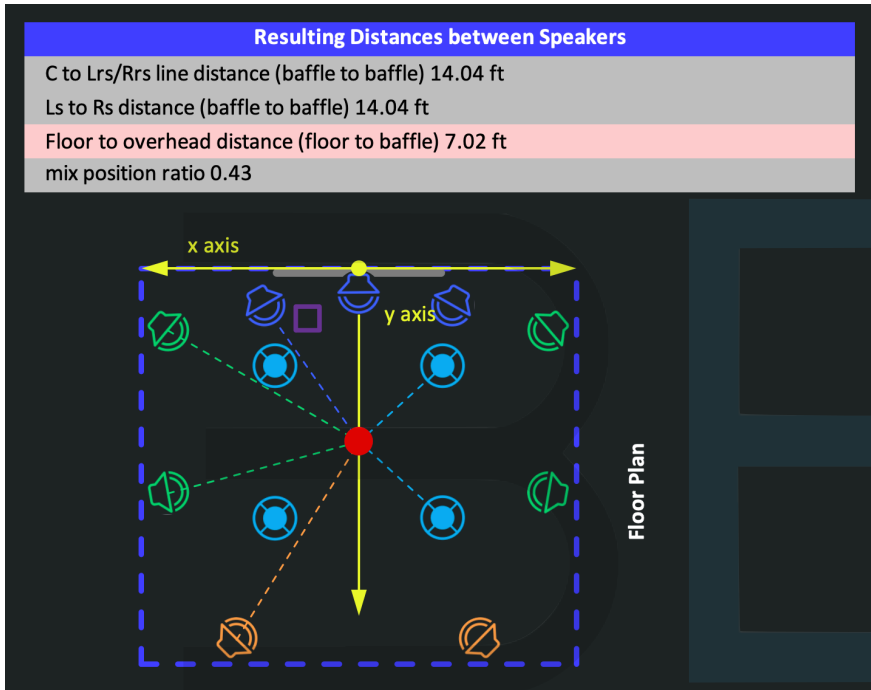 Resulting Distances between Speakers
C to Lrs/Rrs line distance (baffle to baffle) 14.04 ft
Ls to Rs distance (baffle to baffle) 14.04 ft
Floor to overhead distance (floor to baffle) 7.02 ft
mix position ratio 0.43
x axis
y axis
Floor Plan